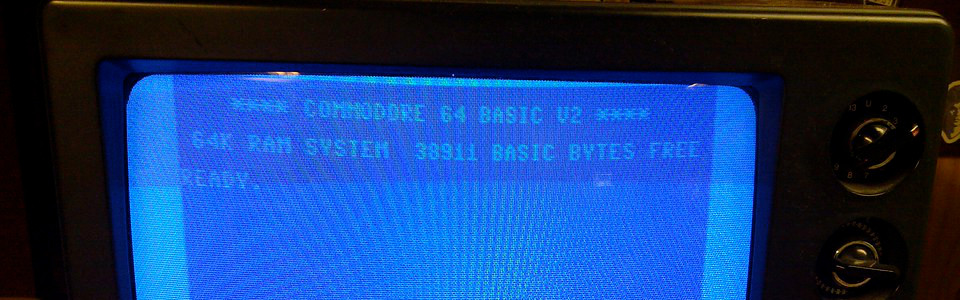 **** COMMODORE 64 BASIC V2 ****
64K RAM SYSTEM 38911 BASIC BYTES FREE
READY.